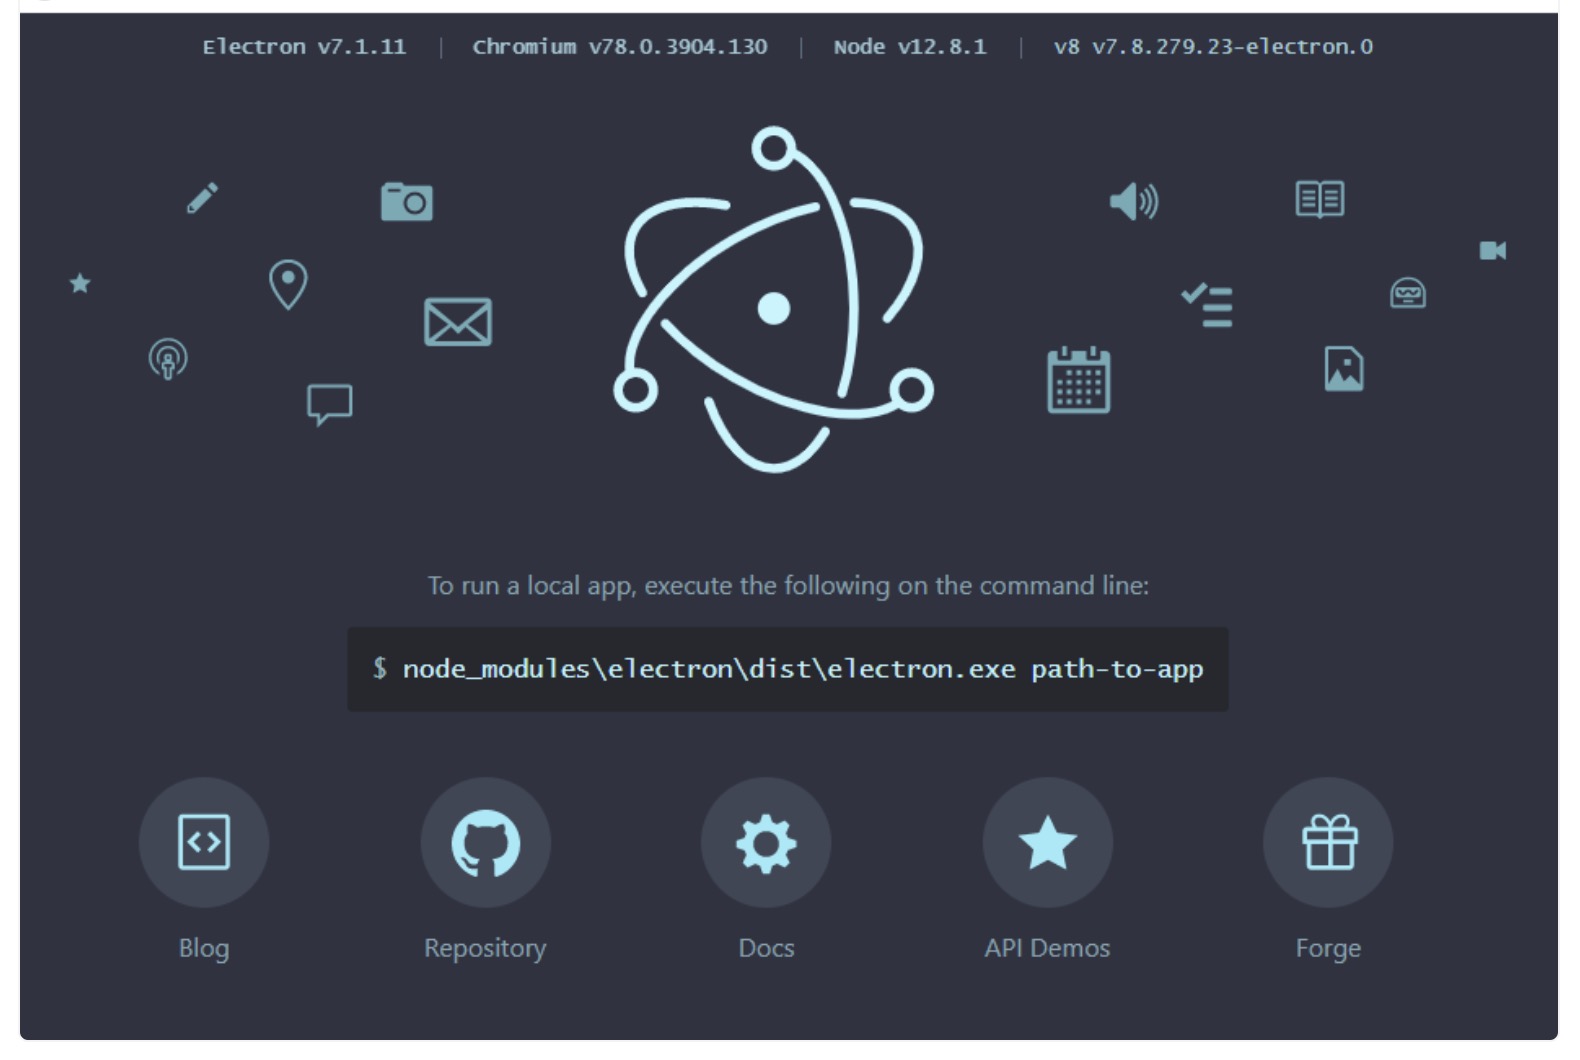 Electron v7.1.11 | Chromium v78.0.3904.130 | Node v12.8.1 | v8 v7.8.279.23-electron.0
To run a local app, execute the following on the command line:
$ node_modules\electron\dist\electron.exe path-to-app
Blog Repository Docs API Demos Forge